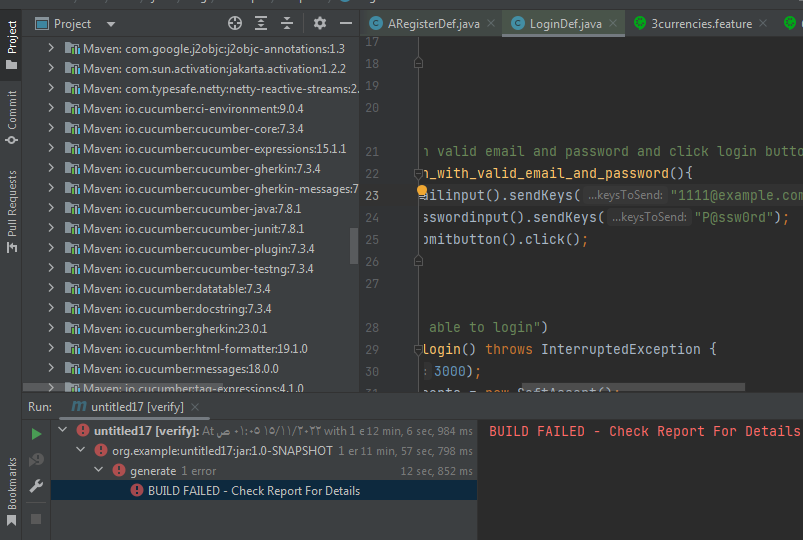 Project
ARegisterDef.java
LoginDef.java
3currencies.feature
Project
Commit
Pull Requests
Bookmarks
Maven: com.google.j2objc:j2objc-annotations:1.3
Maven: com.sun.activation:jakarta.activation:1.2.2
Maven: com.typesafe.netty:netty-reactive-streams:2.
Maven: io.cucumber:ci-environment:9.0.4
Maven: io.cucumber:cucumber-core:7.3.4
Maven: io.cucumber:cucumber-expressions:15.1.1
Maven: io.cucumber:cucumber-gherkin:7.3.4
Maven: io.cucumber:cucumber-gherkin-messages:7
Maven: io.cucumber:cucumber-java:7.8.1
Maven: io.cucumber:cucumber-junit:7.8.1
Maven: io.cucumber:cucumber-plugin:7.3.4
Maven: io.cucumber:cucumber-testng:7.3.4
Maven: io.cucumber:datatable:7.3.4
Maven: io.cucumber:docstring:7.3.4
Maven: io.cucumber:gherkin:23.0.1
Maven: io.cucumber:html-formatter:19.1.0
Maven: io.cucumber:messages:18.0.0
Maven: io.cucumber:tag-expressions:4.1.0
17
18
19
20
21 n valid email and password and click login butto
22 n_with_valid_email_and_password(){
23 ailinput().sendKeys( ...keysToSend: "1111@example.com
24 sswordinput().sendKeys( ...keysToSend: "P@ssw0rd");
25 bmitbutton().click();
26
27
28 able to login")
29 login() throws InterruptedException {
30 : 3000);
31 = new SoftAssert();
Run: untitled17 [verify]
untitled17 [verify]: At ١٥/١١/٢٠٢٢ ٠١:٠٥ ص with 1 e 12 min, 6 sec, 984 ms
org.example:untitled17:jar:1.0-SNAPSHOT 1 er 11 min, 57 sec, 798 ms
generate 1 error 12 sec, 852 ms
BUILD FAILED - Check Report For Details
BUILD FAILED - Check Report For Details